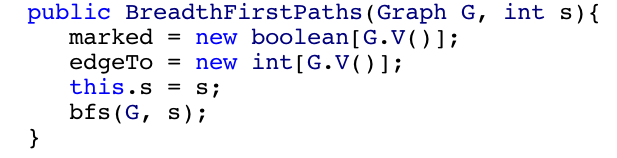 public BreadthFirstPaths(Graph G, int s){
   marked = new boolean[G.V()];
   edgeTo = new int[G.V()];
   this.s = s;
   bfs(G, s);
}